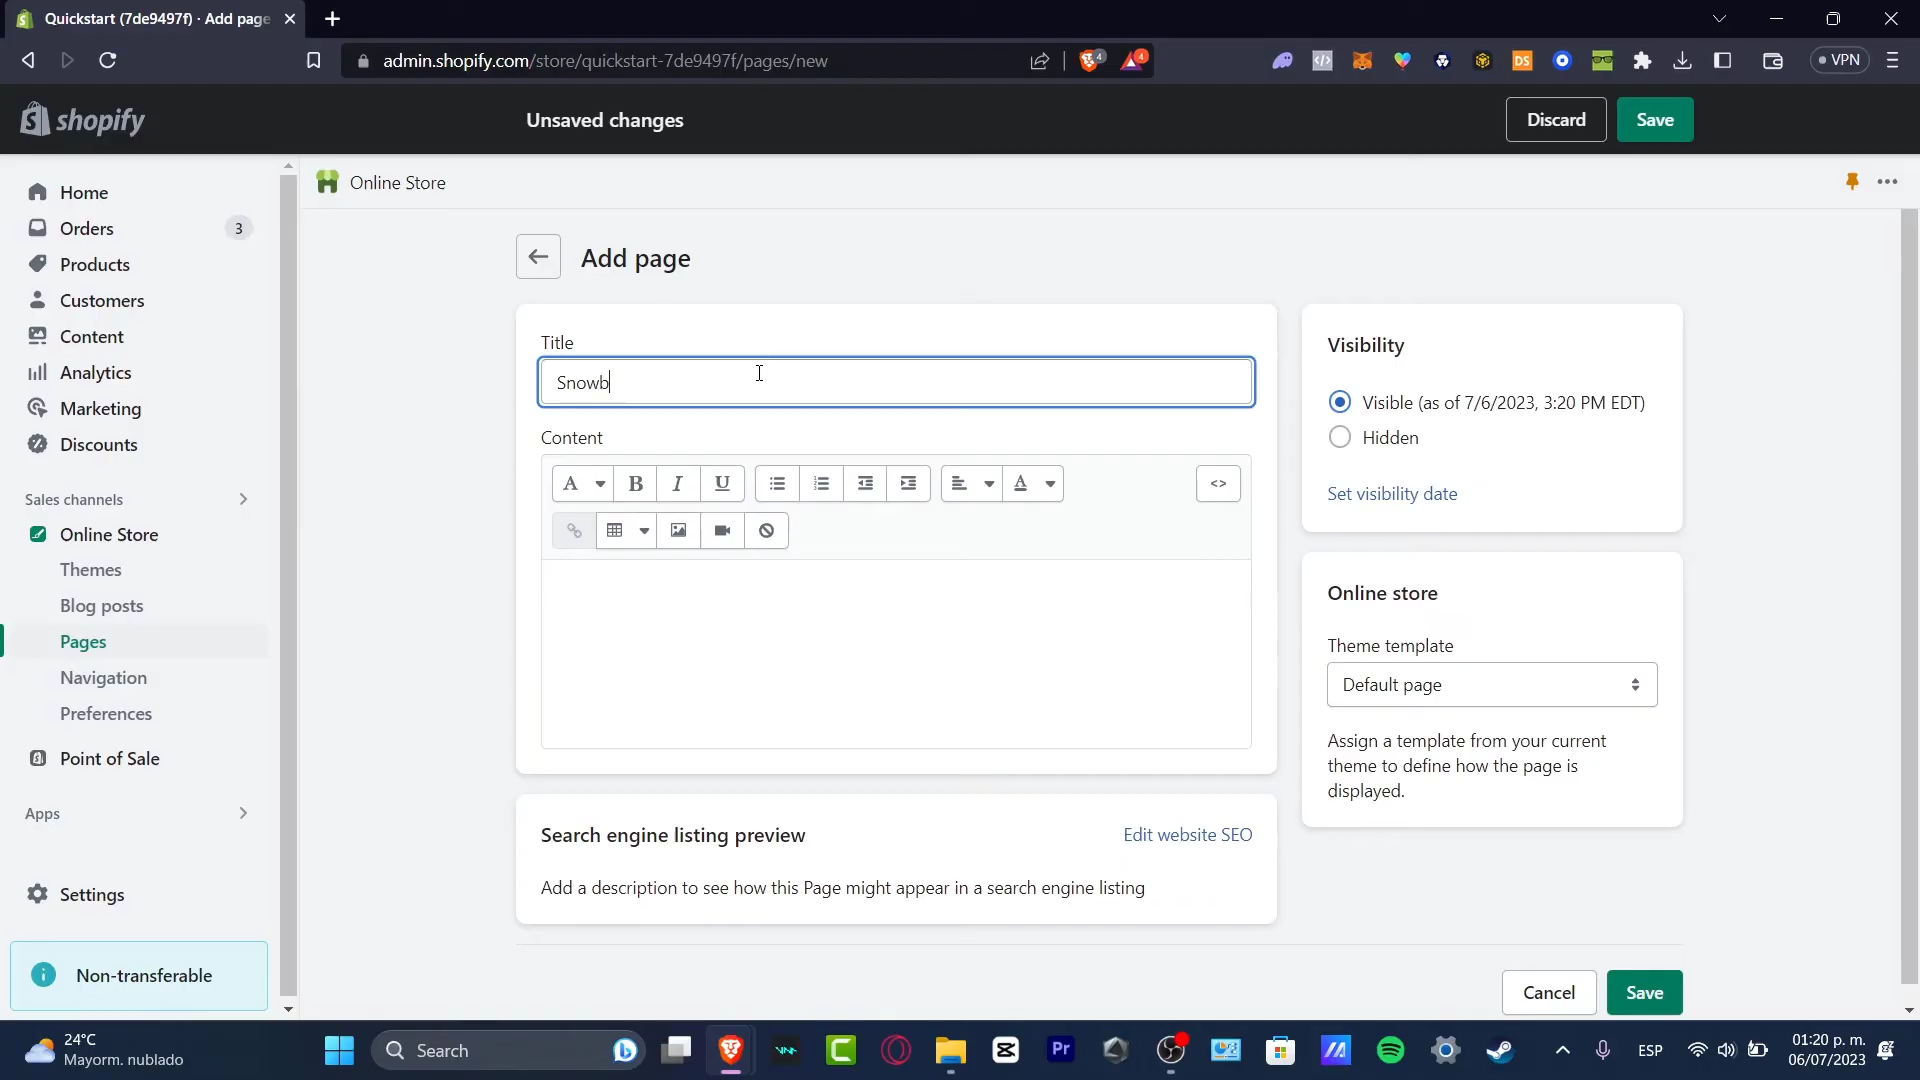 Quickstart (7de9497f) · Add page
admin.shopify.com/store/quickstart-7de9497f/pages/new
4
4
DS
VPN
shopify
Unsaved changes
Discard
Save
Home
Orders
3
Products
Customers
Content
Analytics
Marketing
Discounts
Sales channels
Online Store
Themes
Blog posts
Pages
Navigation
Preferences
Point of Sale
Apps
Settings
Non-transferable
Online Store
Add page
Title
Snowb
Content
A
B
I
U
A
<>
Search engine listing preview
Edit website SEO
Add a description to see how this Page might appear in a search engine listing
Visibility
Visible (as of 7/6/2023, 3:20 PM EDT)
Hidden
Set visibility date
Online store
Theme template
Default page
Assign a template from your current
theme to define how the page is
displayed.
Cancel
Save
24°C
Mayorm. nublado
Search
Pr
ESP
01:20 p. m.
06/07/2023